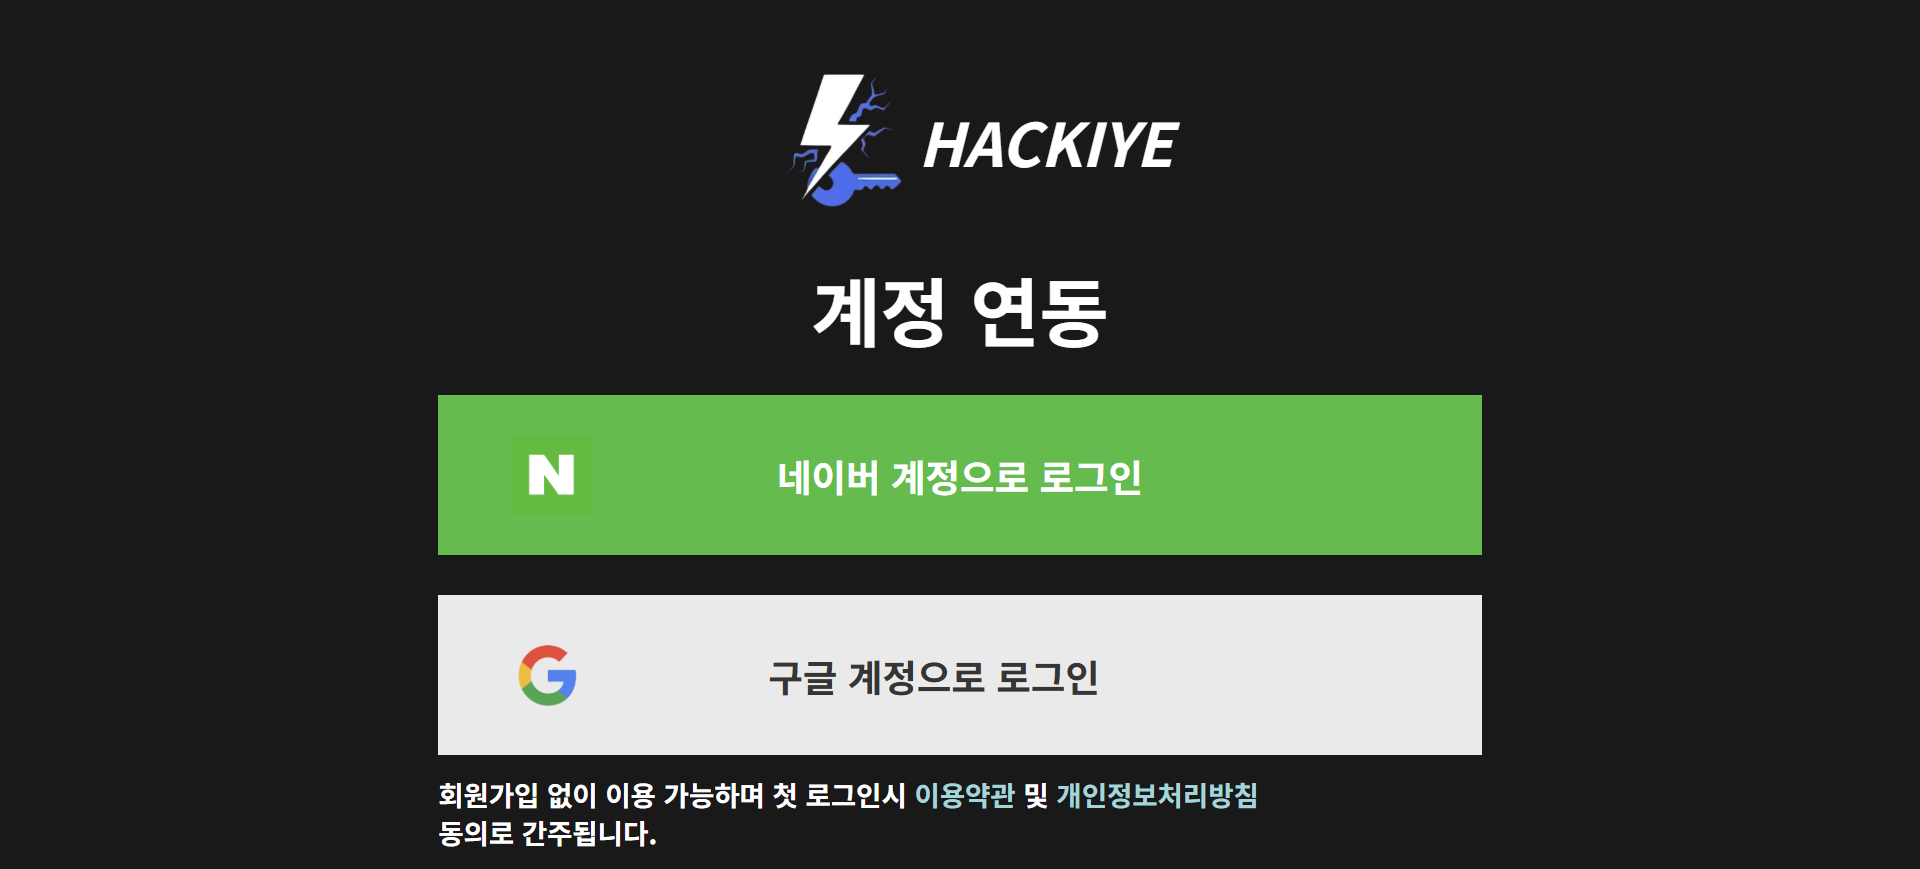 HACKIYE
계정 연동
N
네이버 계정으로 로그인
G
구글 계정으로 로그인
회원가입 없이 이용 가능하며 첫 로그인시 이용약관 및 개인정보처리방침
동의로 간주됩니다.